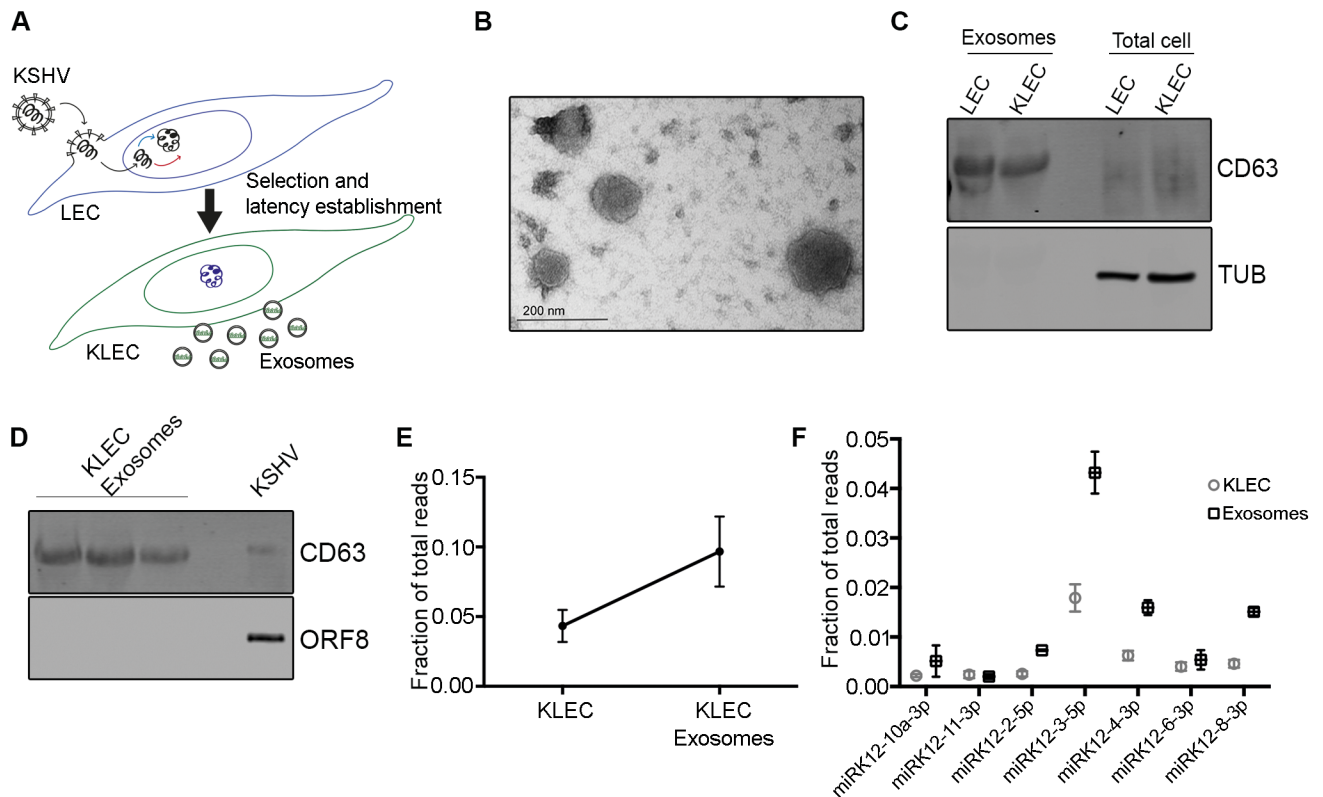 A
KSHV
LEC
Selection and
latency establishment
KLEC
Exosomes
B
200 nm
C
Exosomes
Total cell
LEC
KLEC
LEC
KLEC
CD63
TUB
D
KLEC
Exosomes
KSHV
CD63
ORF8
E
Fraction of total reads
0.15
0.10
0.05
0.00
KLEC
KLEC
Exosomes
F
Fraction of total reads
0.05
0.04
0.03
0.02
0.01
0.00
KLEC
Exosomes
miRK12-10a-3p
miRK12-11-3p
miRK12-2-5p
miRK12-3-5p
miRK12-4-3p
miRK12-6-3p
miRK12-8-3p